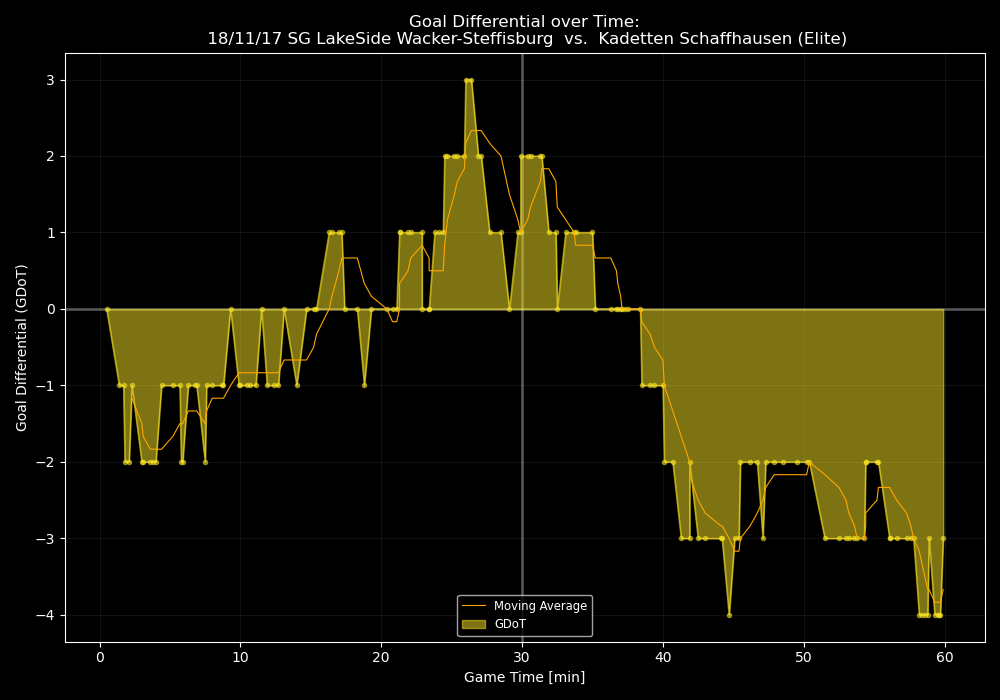 Goal Differential over Time:
18/11/17 SG LakeSide Wacker-Steffisburg  vs.  Kadetten Schaffhausen (Elite)
Goal Differential (GDoT)
3
2
1
0
−1
−2
−3
−4
Moving Average
GDoT
0
10
20
30
40
50
60
Game Time [min]